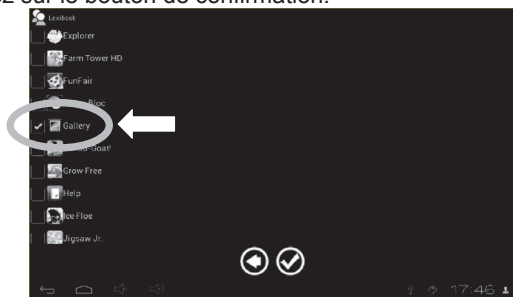 ez sur le bouton de confirmation.
Lexibook
Explorer
Farm Tower HD
FunFair
Bloc
Gallery
Goat!
Grow Free
Help
Ice Floe
Jigsaw Jr.
17:46